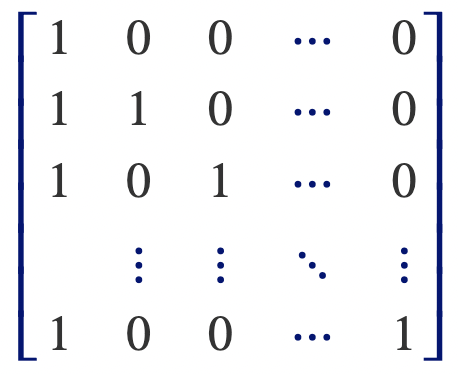 1 0 0 ⋯ 0
1 1 0 ⋯ 0
1 0 1 ⋯ 0
⋮ ⋮ ⋱ ⋮
1 0 0 ⋯ 1